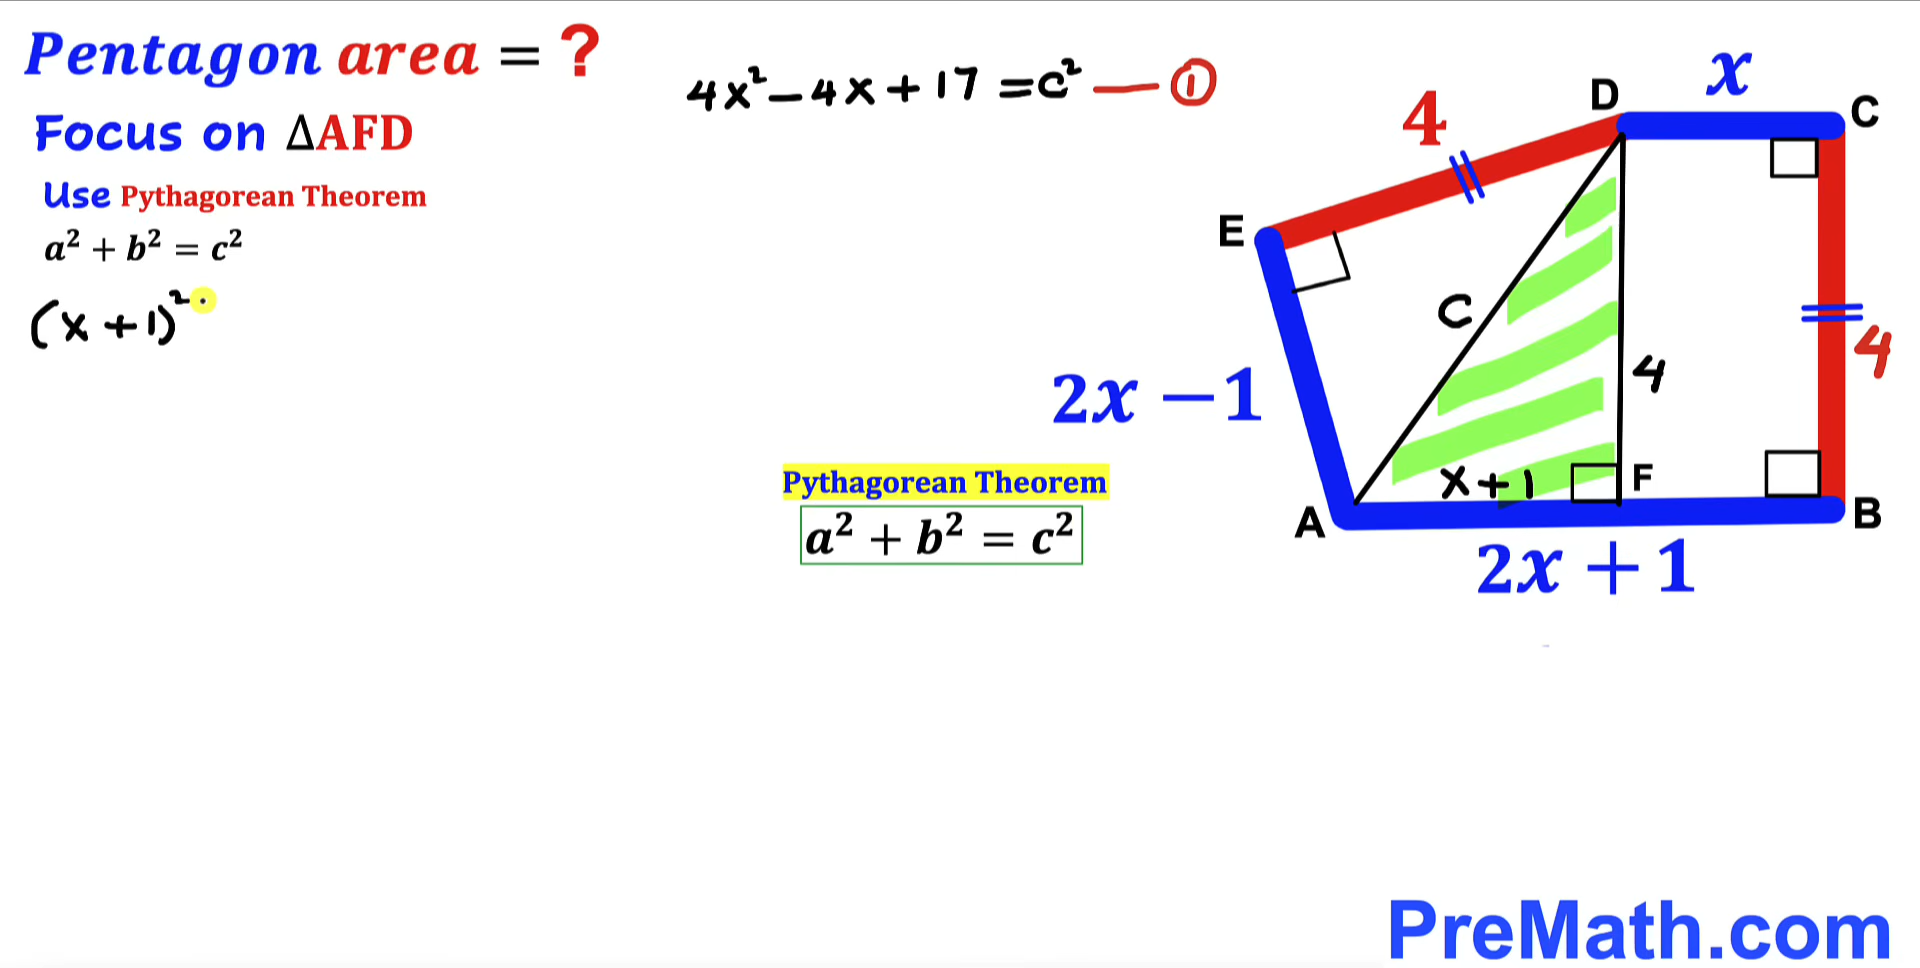 Pentagon area = ?
Focus on ΔAFD
Use Pythagorean Theorem
a² + b² = c²
(x + 1)²
4x² − 4x + 17 = c² — ①
D
x
C
4
E
C
4
4
2x − 1
x + 1
F
A
B
2x + 1
Pythagorean Theorem
a² + b² = c²
PreMath.com